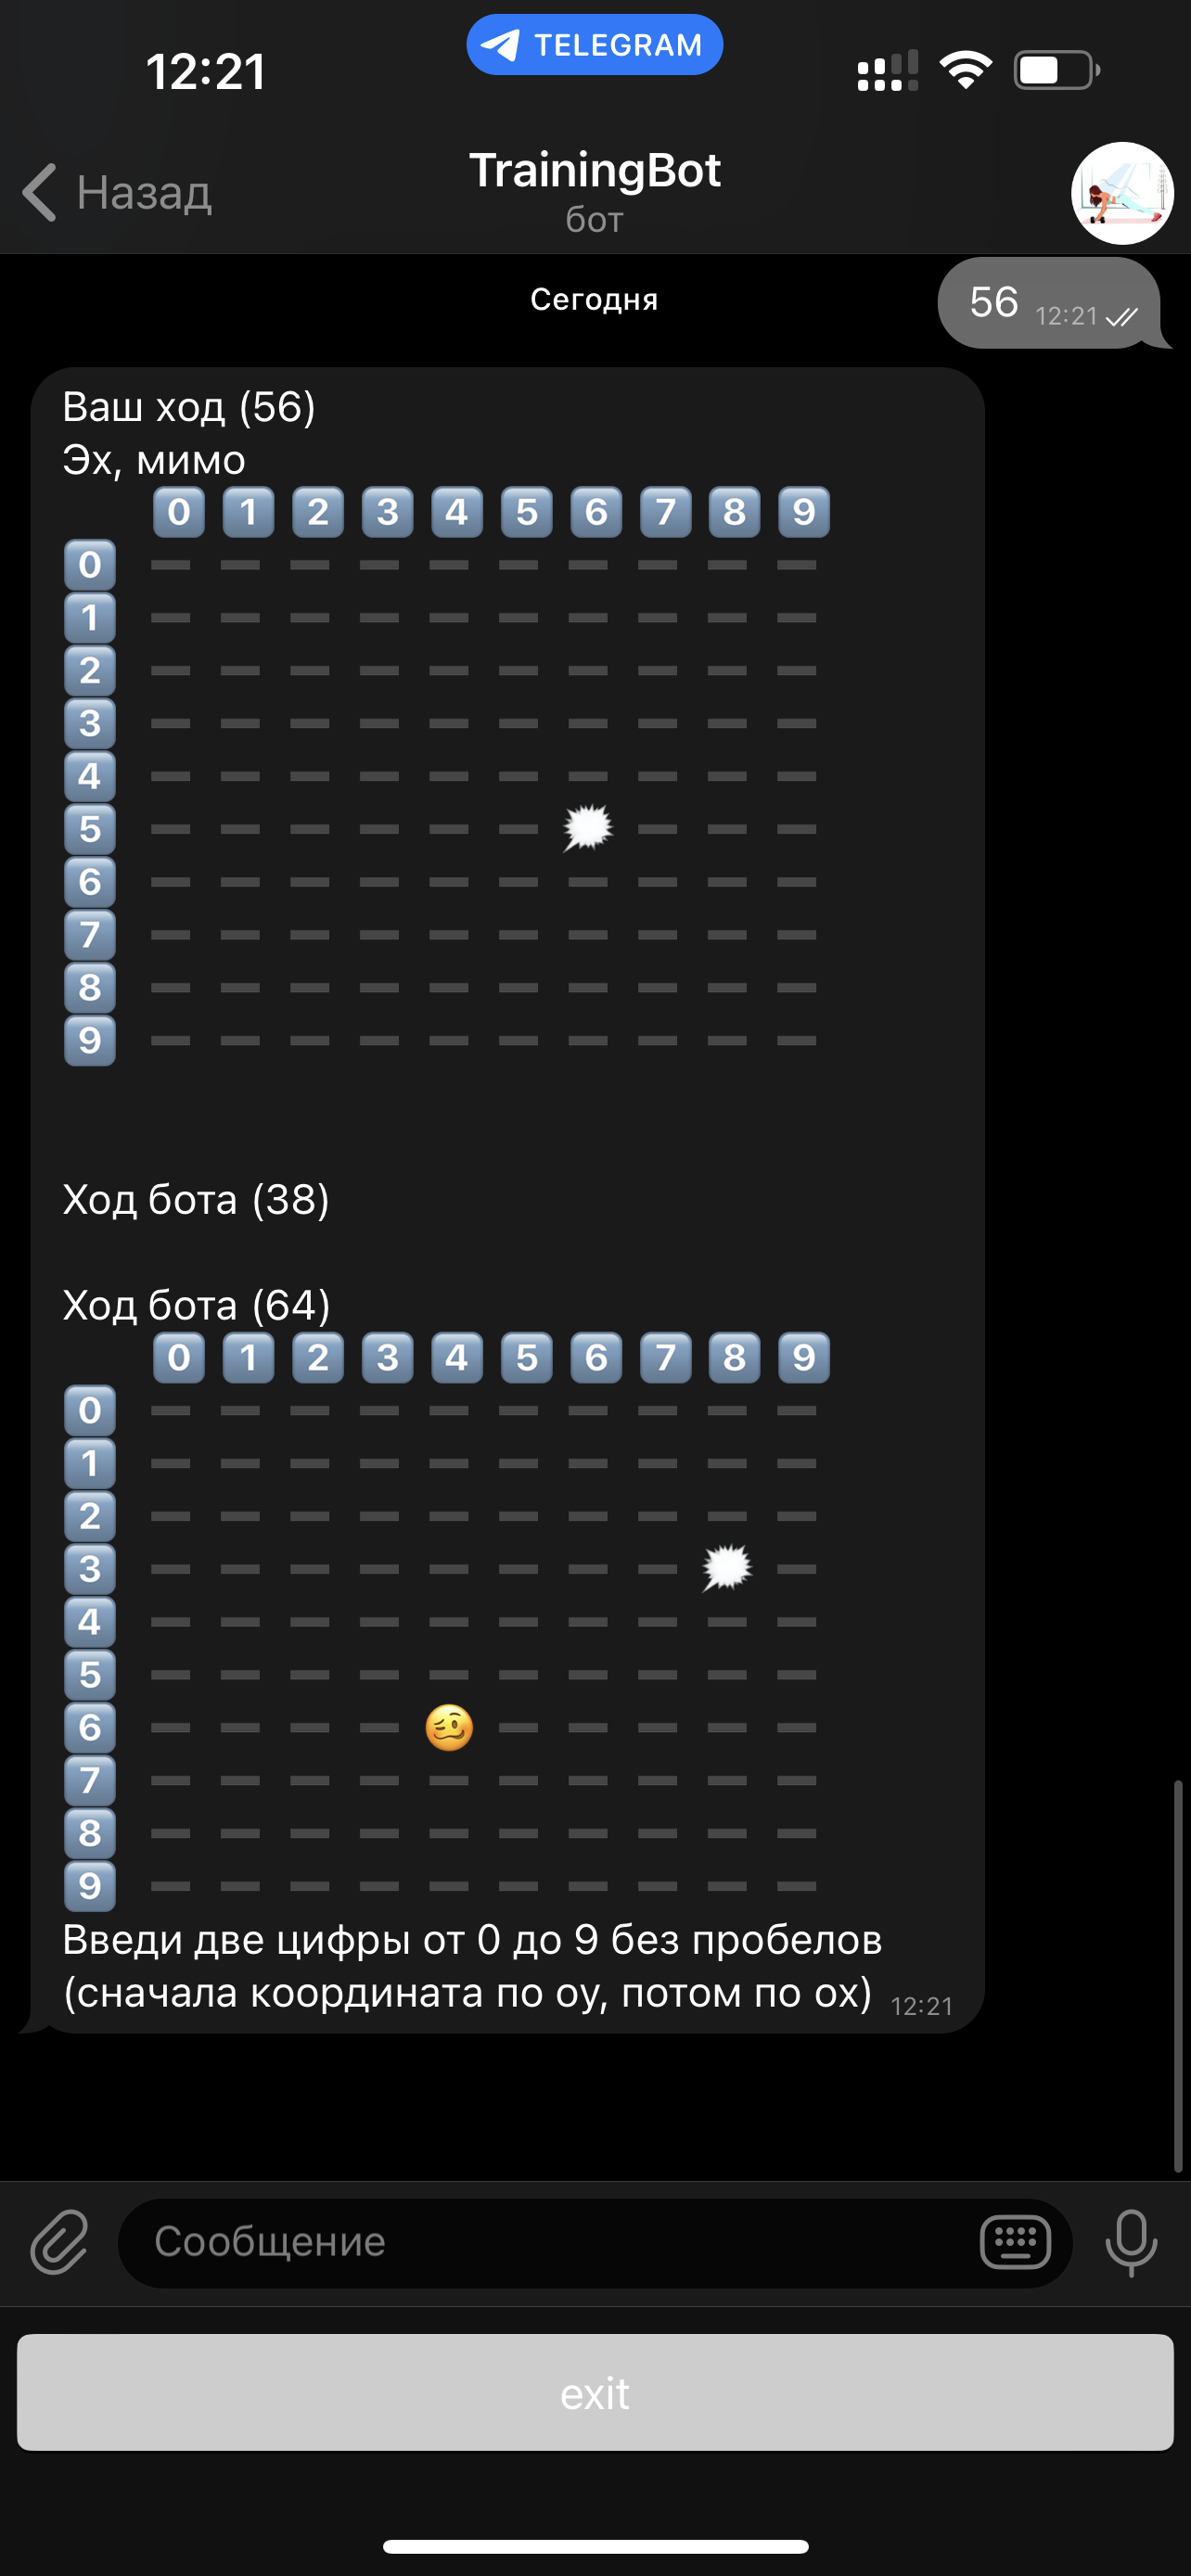 12:21
TELEGRAM
Назад
TrainingBot
бот
Сегодня
56 12:21
Ваш ход (56)
Эх, мимо
0 1 2 3 4 5 6 7 8 9
0
1
2
3
4
5
6
7
8
9
Ход бота (38)
Ход бота (64)
0 1 2 3 4 5 6 7 8 9
0
1
2
3
4
5
6
7
8
9
Введи две цифры от 0 до 9 без пробелов
(сначала координата по оу, потом по ох) 12:21
Сообщение
exit